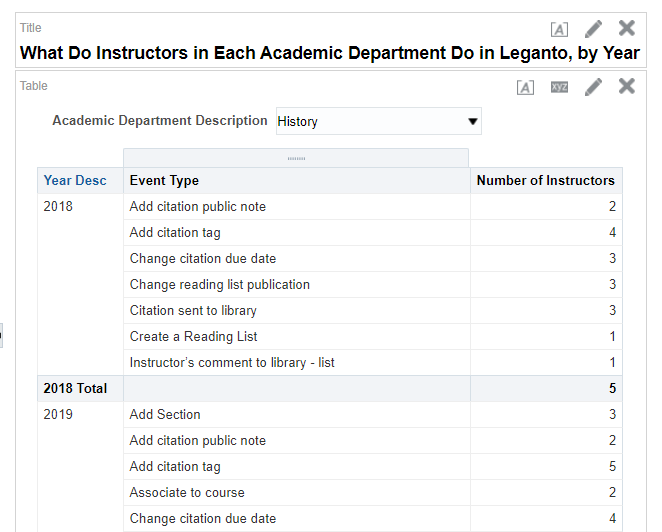 Title
What Do Instructors in Each Academic Department Do in Leganto, by Year
Table
Academic Department Description History
Year Desc Event Type Number of Instructors
2018 Add citation public note 2
Add citation tag 4
Change citation due date 3
Change reading list publication 3
Citation sent to library 3
Create a Reading List 1
Instructor's comment to library - list 1
2018 Total 5
2019 Add Section 3
Add citation public note 2
Add citation tag 5
Associate to course 2
Change citation due date 4